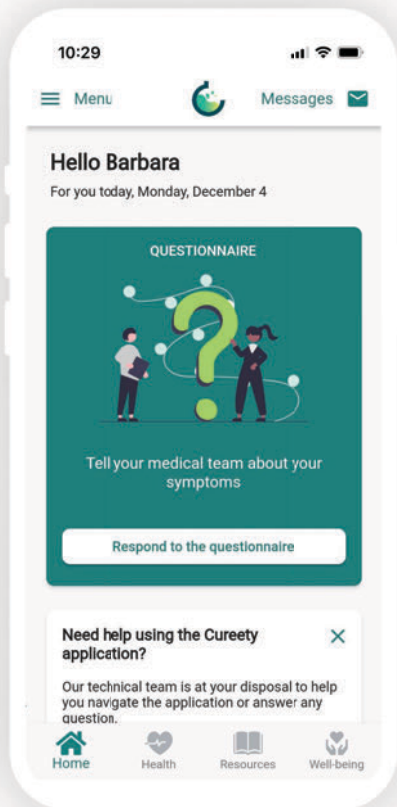 10:29
Menu
Messages
Hello Barbara
For you today, Monday, December 4
QUESTIONNAIRE
Tell your medical team about your
symptoms
Respond to the questionnaire
Need help using the Cureety
application?
Our technical team is at your disposal to help
you navigate the application or answer any
question.
Home
Health
Resources
Well-being